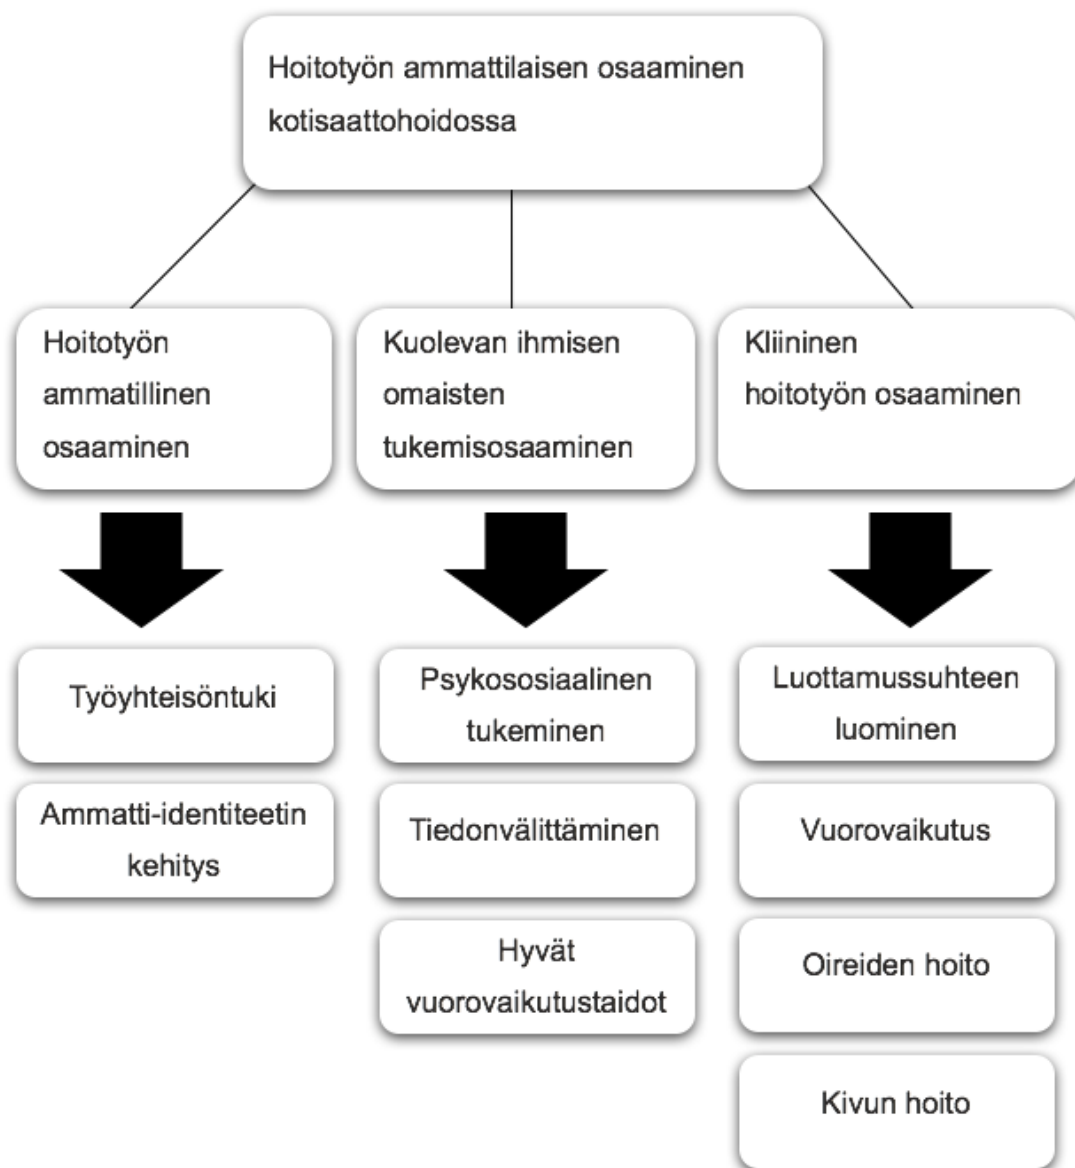 Hoitotyön ammattilaisen osaaminen
kotisaattohoidossa
Hoitotyön
ammatillinen
osaaminen
Kuolevan ihmisen
omaisten
tukemisosaaminen
Kliininen
hoitotyön osaaminen
Työyhteisöntuki
Ammatti-identiteetin
kehitys
Psykososiaalinen
tukeminen
Tiedonvälittäminen
Hyvät
vuorovaikutustaidot
Luottamussuhteen
luominen
Vuorovaikutus
Oireiden hoito
Kivun hoito